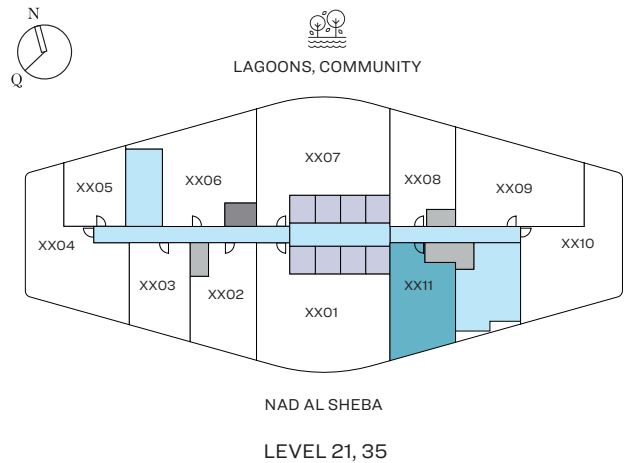 N
Q
LAGOONS, COMMUNITY
XX07
XX05
XX06
XX08
XX09
XX04
XX10
XX03
XX02
XX11
XX01
NAD AL SHEBA
LEVEL 21, 35